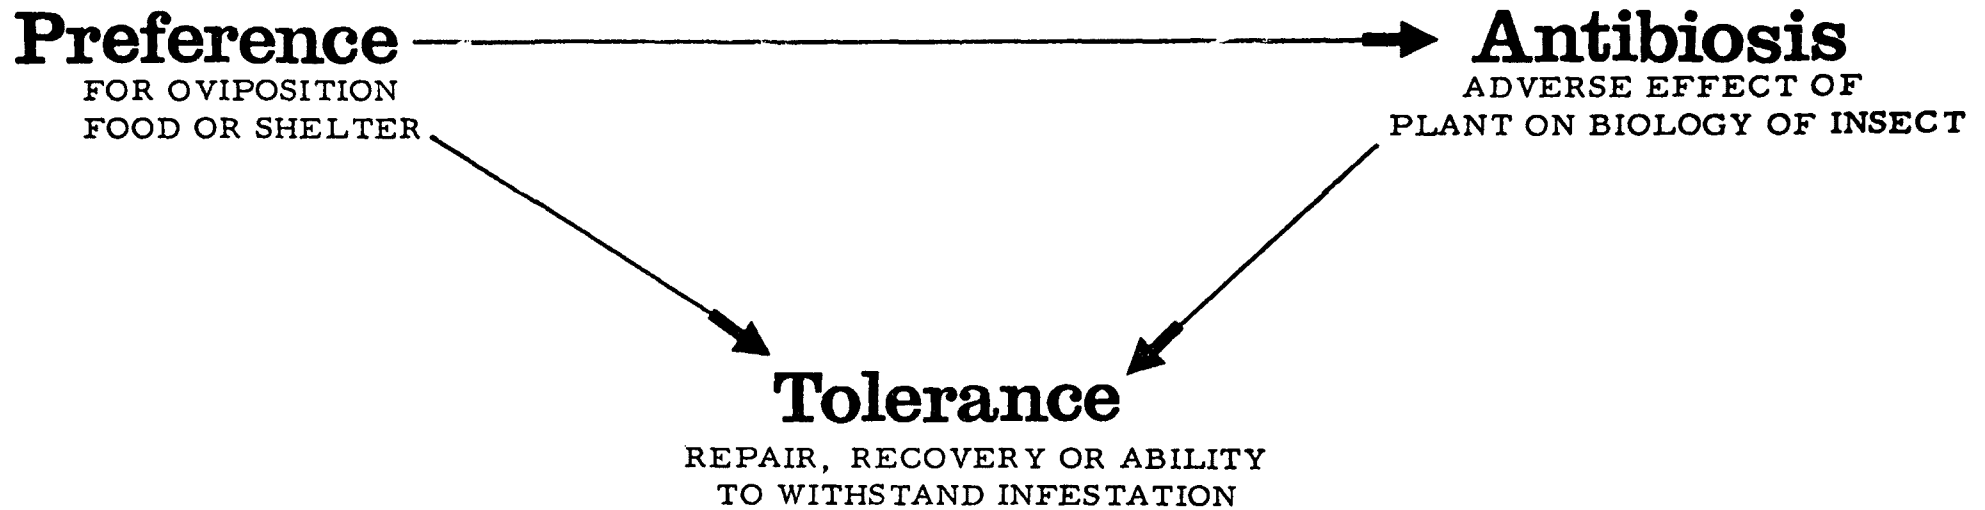 Preference
FOR OVIPOSITION
FOOD OR SHELTER
Antibiosis
ADVERSE EFFECT OF
PLANT ON BIOLOGY OF INSECT
Tolerance
REPAIR, RECOVERY OR ABILITY
TO WITHSTAND INFESTATION